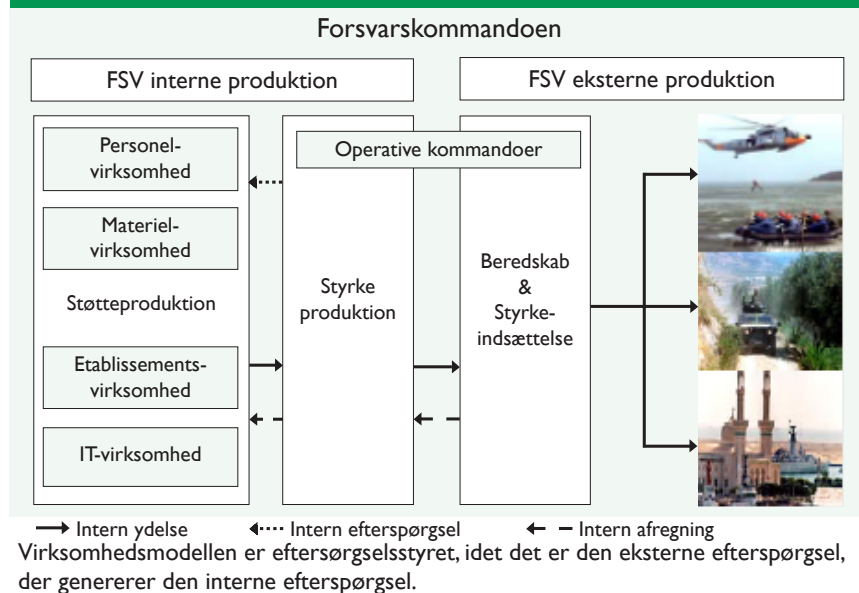 Forsvarskommandoen
FSV interne produktion
FSV eksterne produktion
Personel-
virksomhed
Materiel-
virksomhed
Støtteproduktion
Etablissements-
virksomhed
IT-virksomhed
Operative kommandoer
Styrke
produktion
Beredskab
&
Styrke-
indsættelse
Intern ydelse
Intern efterspørgsel
Intern afregning
Virksomhedsmodellen er eftersørgselsstyret, idet det er den eksterne efterspørgsel,
der genererer den interne efterspørgsel.